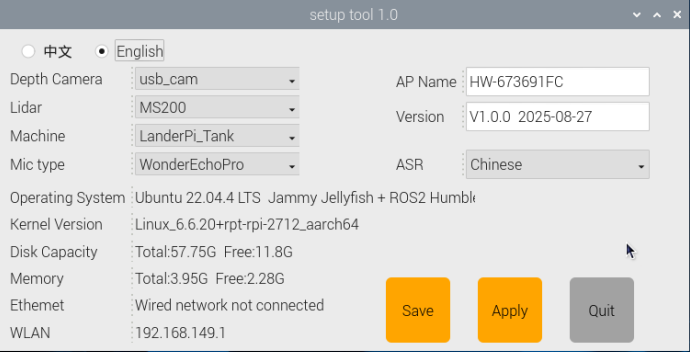 setup tool 1.0
中文 English
Depth Camera usb_cam AP Name HW-673691FC
Lidar MS200 Version V1.0.0 2025-08-27
Machine LanderPi_Tank
Mic type WonderEchoPro ASR Chinese
Operating System Ubuntu 22.04.4 LTS Jammy Jellyfish + ROS2 Humble
Kernel Version Linux_6.6.20+rpt-rpi-2712_aarch64
Disk Capacity Total:57.75G Free:11.8G
Memory Total:3.95G Free:2.28G
Ethernet Wired network not connected
WLAN 192.168.149.1
Save Apply Quit